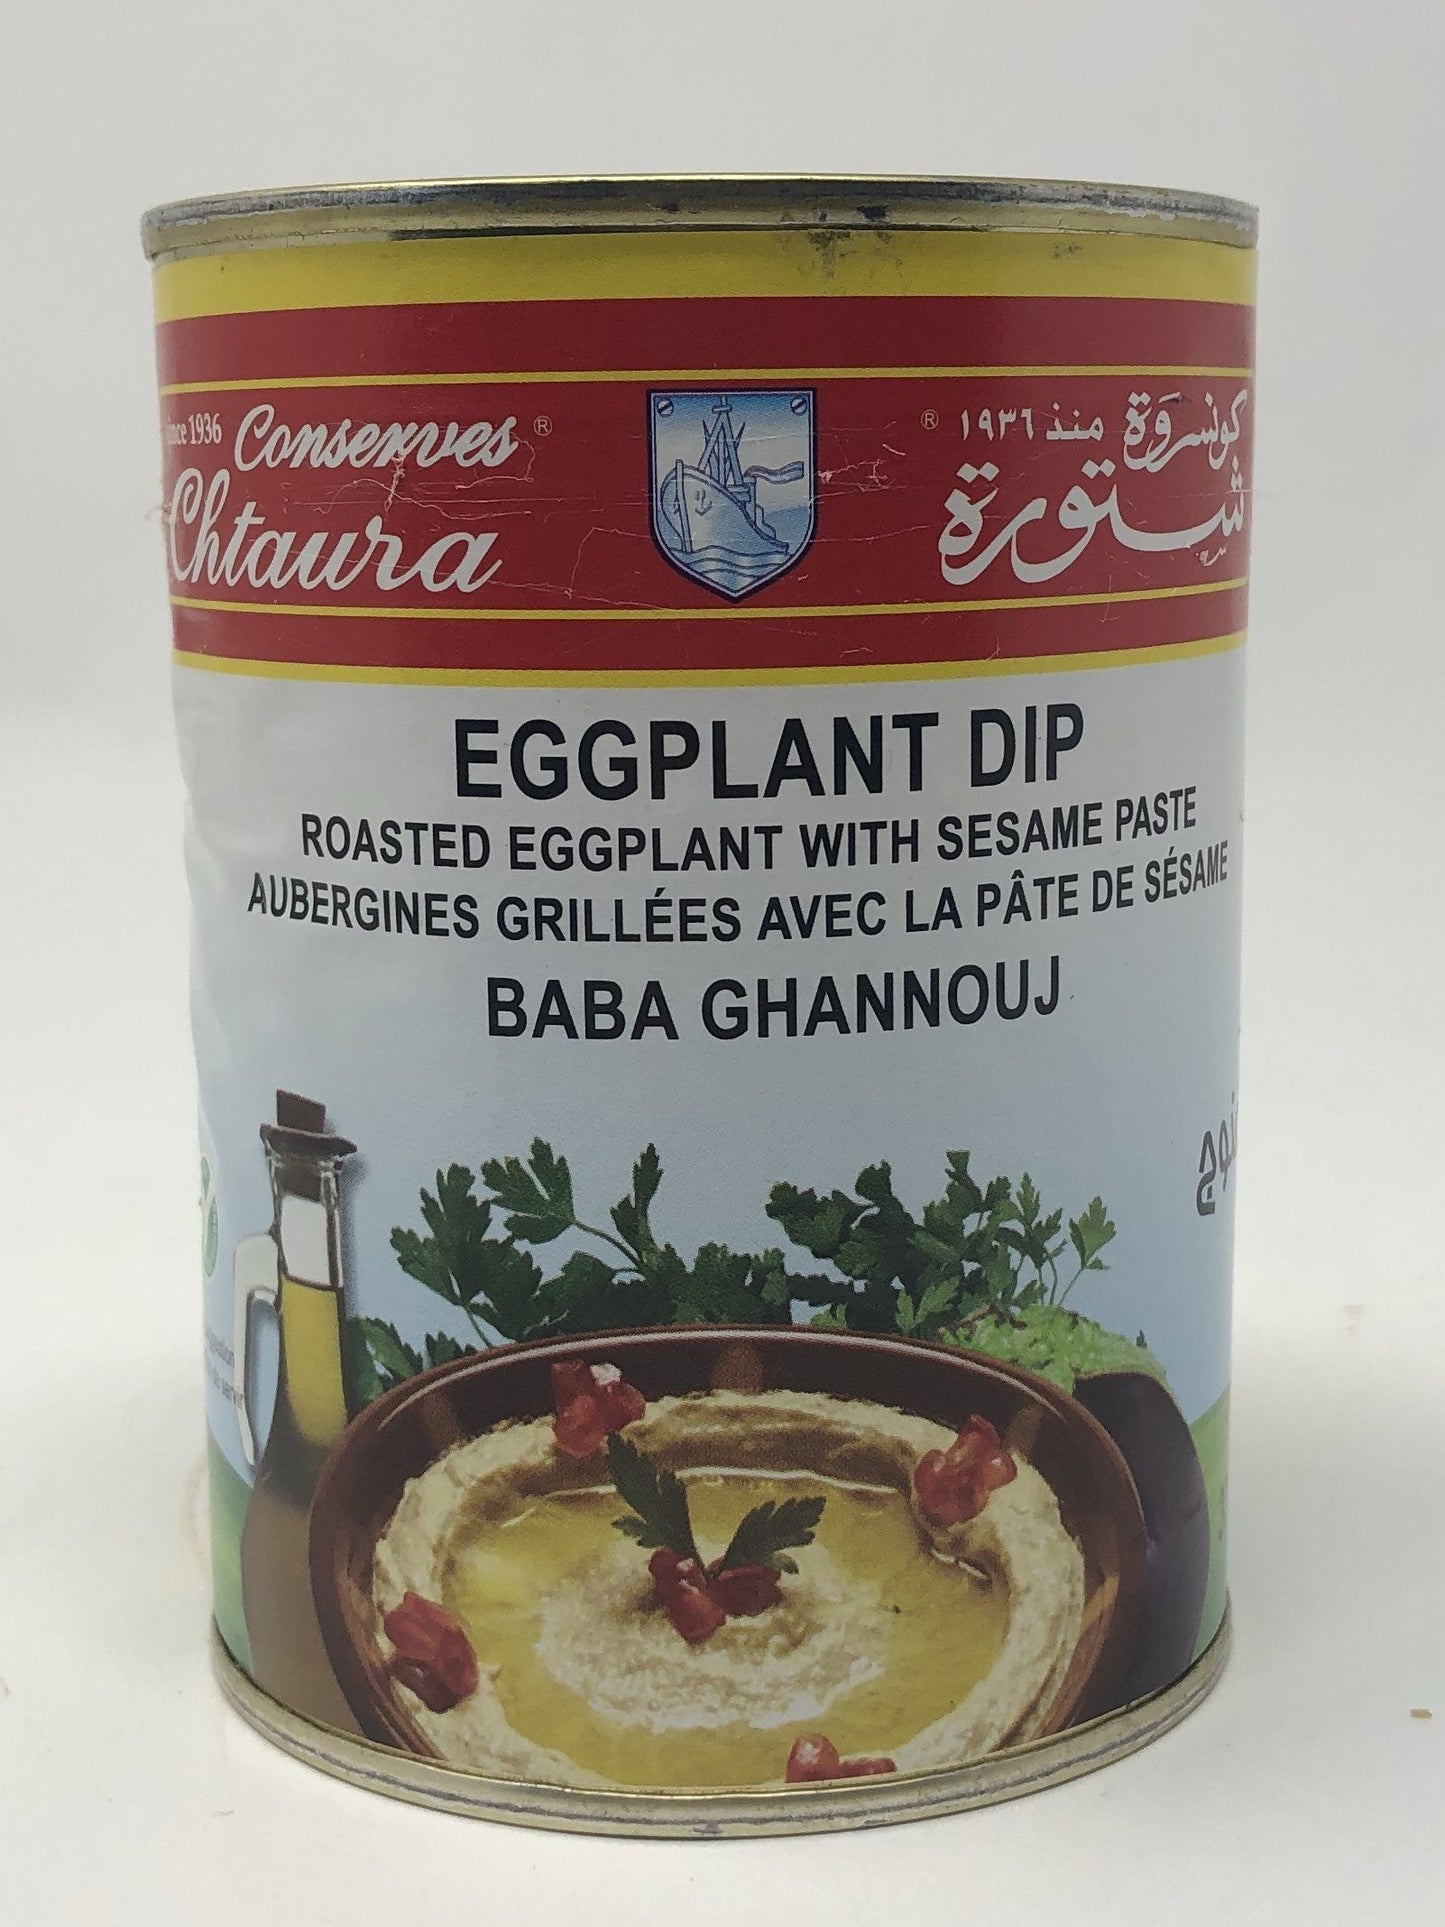 since 1936 Conserves ®
Chtaura
® كونسروة منذ ١٩٣٦
شتورة
EGGPLANT DIP
ROASTED EGGPLANT WITH SESAME PASTE
AUBERGINES GRILLÉES AVEC LA PÂTE DE SÉSAME
BABA GHANNOUJ